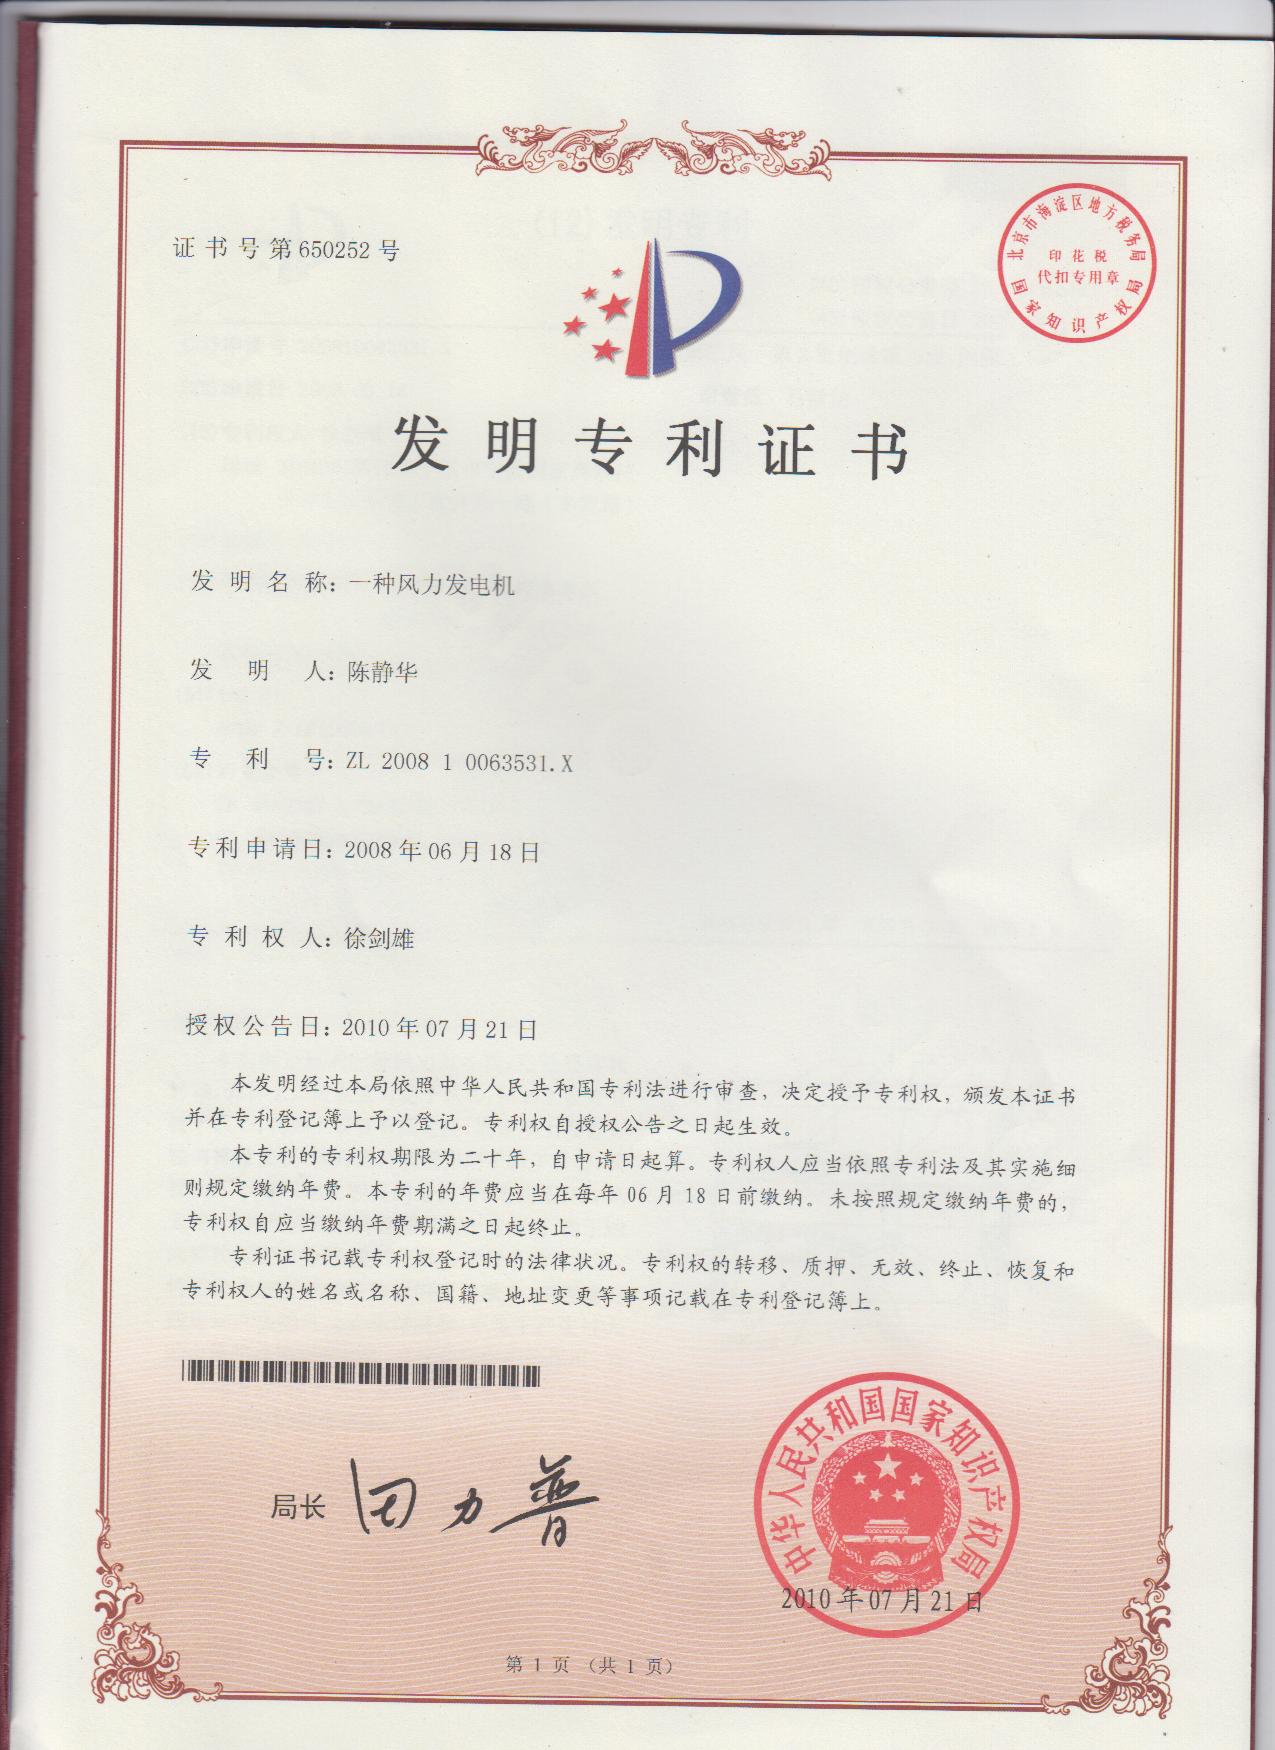 证书号第650252号
北京市海淀区地方税务局
印花税
代扣专用章
国家知识产权局
发明专利证书
发明名称：一种风力发电机
发明人：陈静华
专利号：ZL 2008 1 0063531.X
专利申请日：2008年06月18日
专利权人：徐剑雄
授权公告日：2010年07月21日
本发明经过本局依照中华人民共和国专利法进行审查，决定授予专利权，颁发本证书
并在专利登记簿上予以登记。专利权自授权公告之日起生效。
本专利的专利权期限为二十年，自申请日起算。专利权人应当依照专利法及其实施细
则规定缴纳年费。本专利的年费应当在每年06月18日前缴纳。未按照规定缴纳年费的，
专利权自应当缴纳年费期满之日起终止。
专利证书记载专利权登记时的法律状况。专利权的转移、质押、无效、终止、恢复和
专利权人的姓名或名称、国籍、地址变更等事项记载在专利登记簿上。
局长 田力普
中华人民共和国国家知识产权局
2010年07月21日
第1页（共1页）